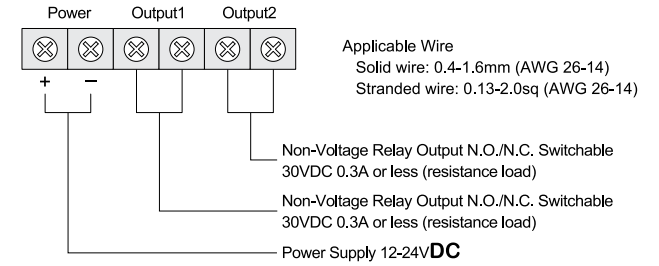 Power Output1 Output2
+ −
Applicable Wire
Solid wire: 0.4-1.6mm (AWG 26-14)
Stranded wire: 0.13-2.0sq (AWG 26-14)
Non-Voltage Relay Output N.O./N.C. Switchable
30VDC 0.3A or less (resistance load)
Non-Voltage Relay Output N.O./N.C. Switchable
30VDC 0.3A or less (resistance load)
Power Supply 12-24VDC